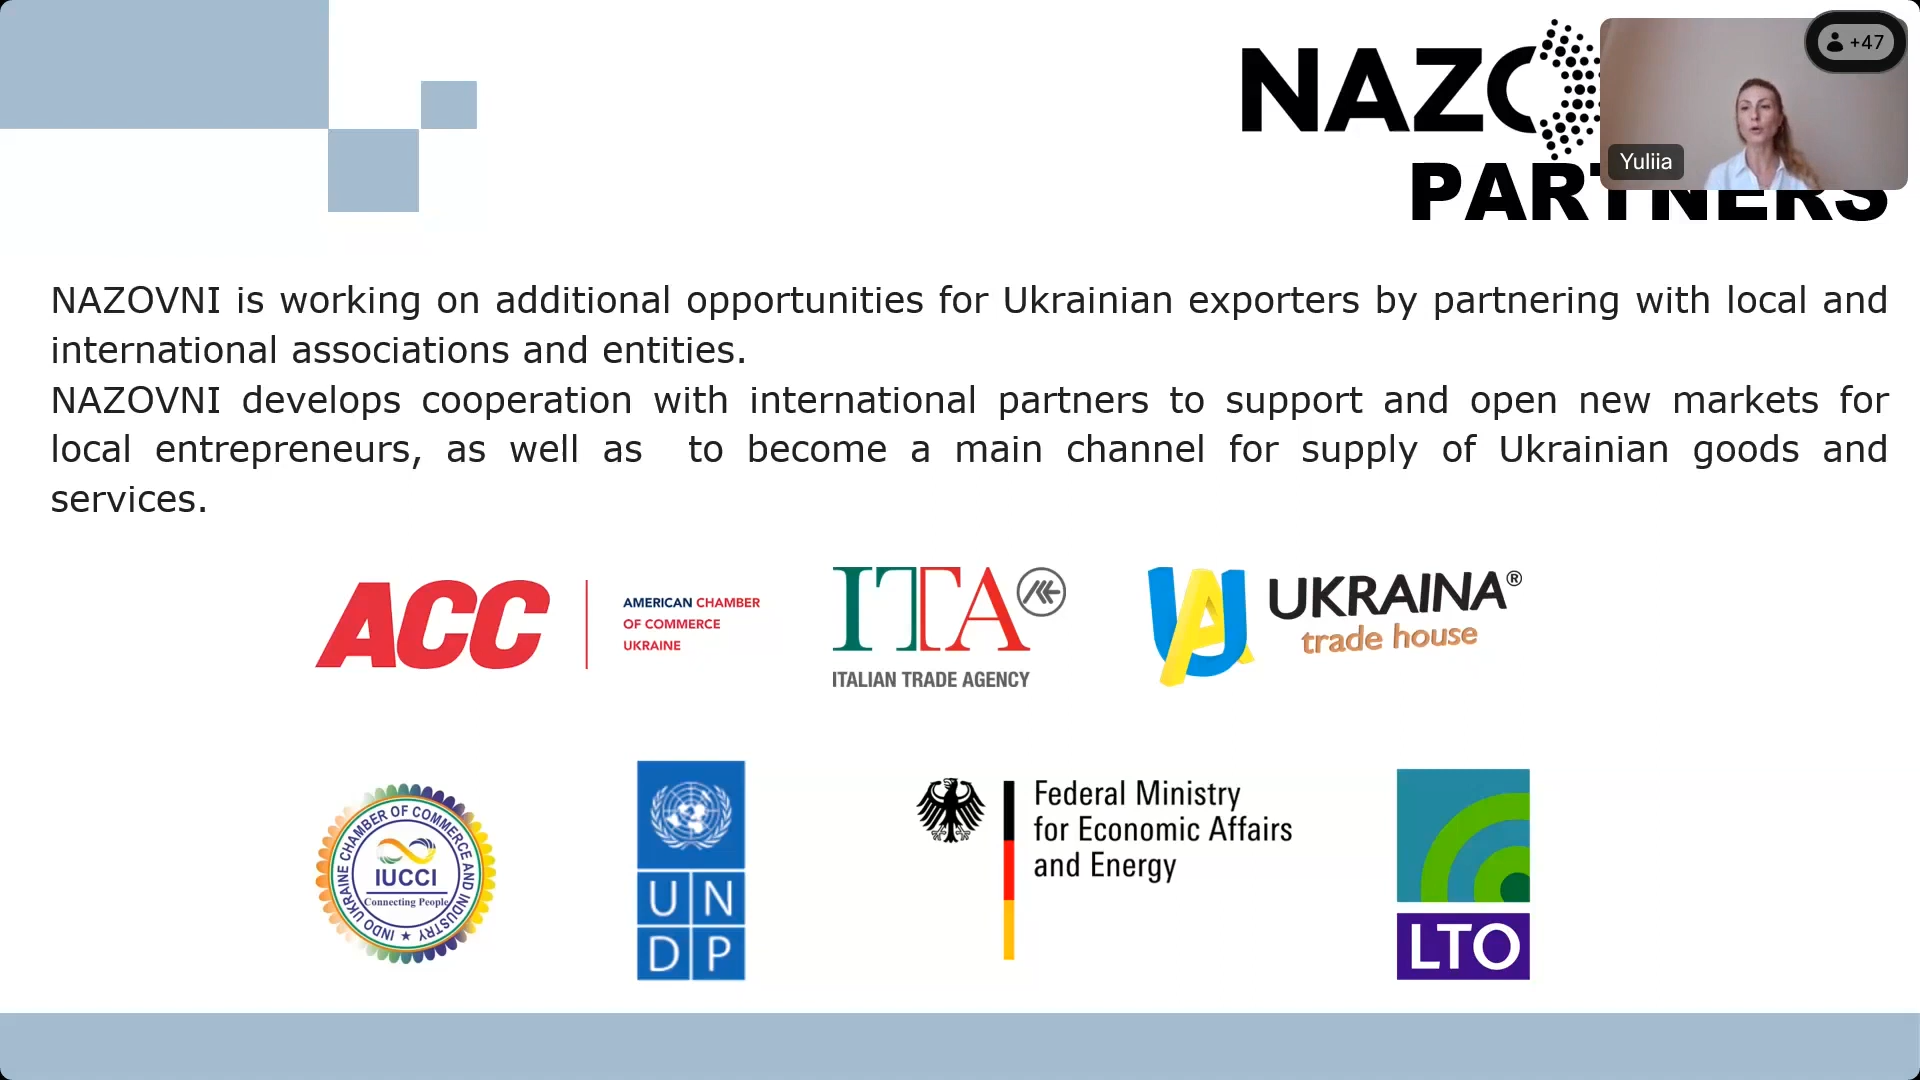 NAZO
PARTNERS
+47
Yuliia
NAZOVNI is working on additional opportunities for Ukrainian exporters by partnering with local and
international associations and entities.
NAZOVNI develops cooperation with international partners to support and open new markets for
local entrepreneurs, as well as to become a main channel for supply of Ukrainian goods and
services.
ACC
AMERICAN CHAMBER
OF COMMERCE
UKRAINE
ITA
ITALIAN TRADE AGENCY
UA
UKRAINA®
trade house
INDO UKRAINE CHAMBER OF COMMERCE AND INDUSTRY ★
IUCCI
Connecting People
UN
DP
Federal Ministry
for Economic Affairs
and Energy
LTO